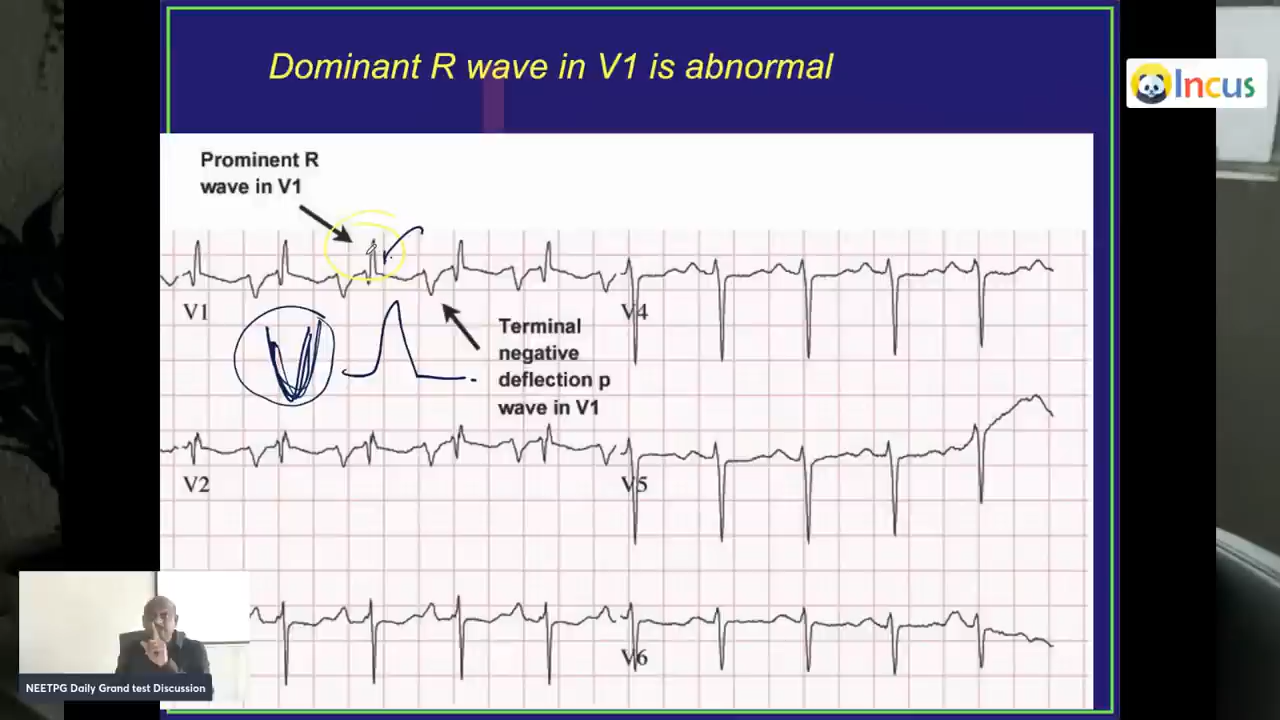 Dominant R wave in V1 is abnormal
Incus
Prominent R
wave in V1
V1
V4
Terminal
negative
deflection p
wave in V1
V2
V5
V6
NEETPG Daily Grand test Discussion